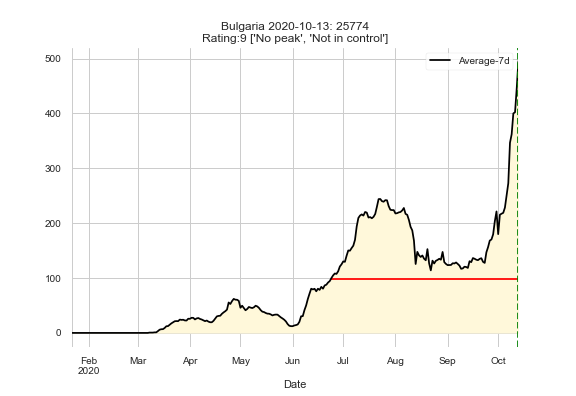 Bulgaria 2020-10-13: 25774
Rating:9 ['No peak', 'Not in control']
Average-7d
500
400
300
200
100
0
Feb Mar Apr May Jun Jul Aug Sep Oct
2020
Date